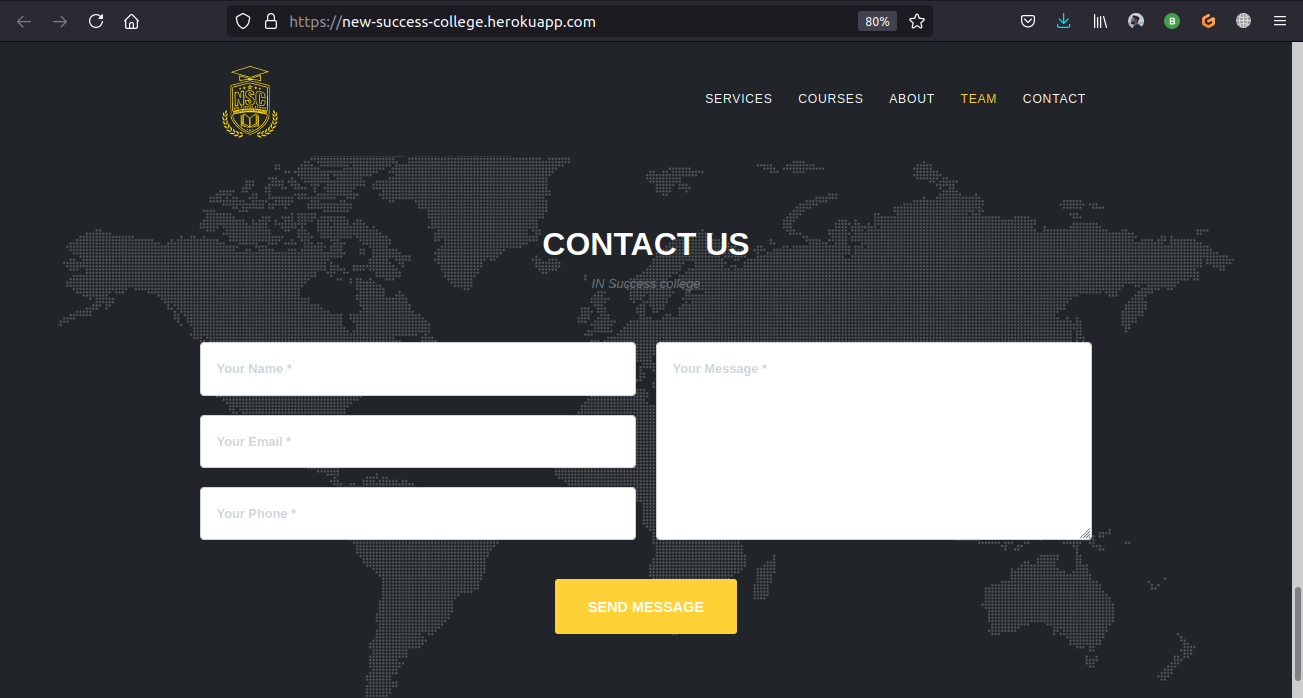 https://new-success-college.herokuapp.com
80%
B
NSC
SERVICES COURSES ABOUT TEAM CONTACT
CONTACT US
IN Success college
Your Name *
Your Message *
Your Email *
Your Phone *
SEND MESSAGE